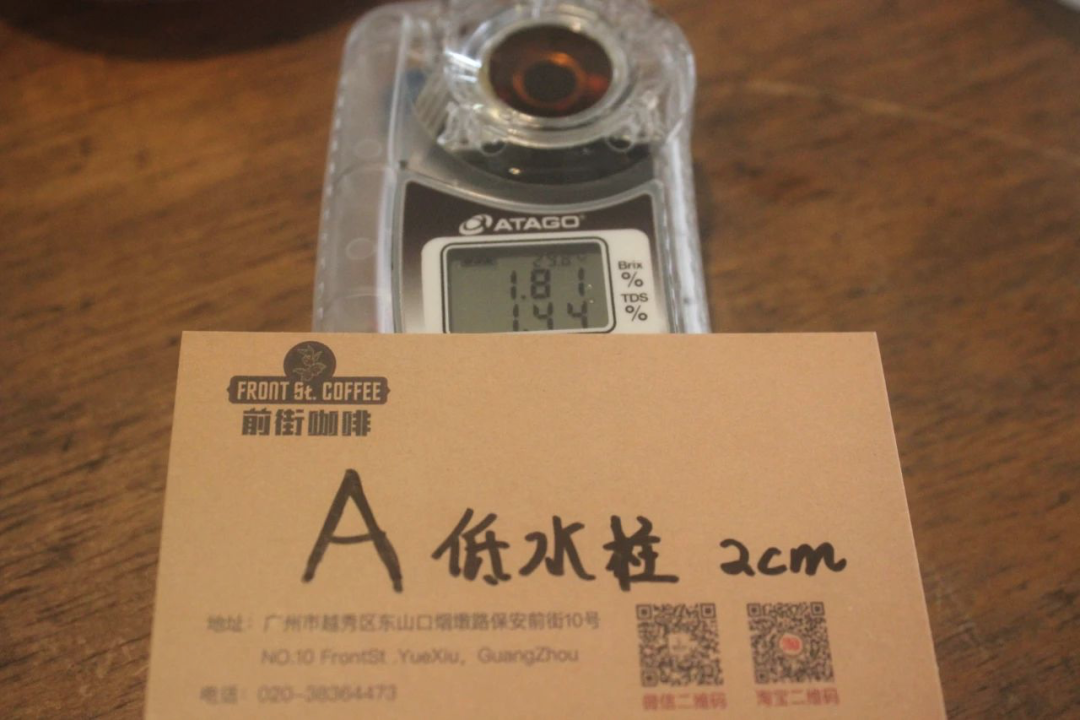 ATAGO
1.81 Brix %
1.44 TDS %
FRONT St. COFFEE
前街咖啡
A 低水柱 2cm
地址：广州市越秀区东山口烟墩路保安前街10号
NO.10 FrontSt .YueXiu，GuangZhou
电话：020-38364473
微信二维码 淘宝二维码